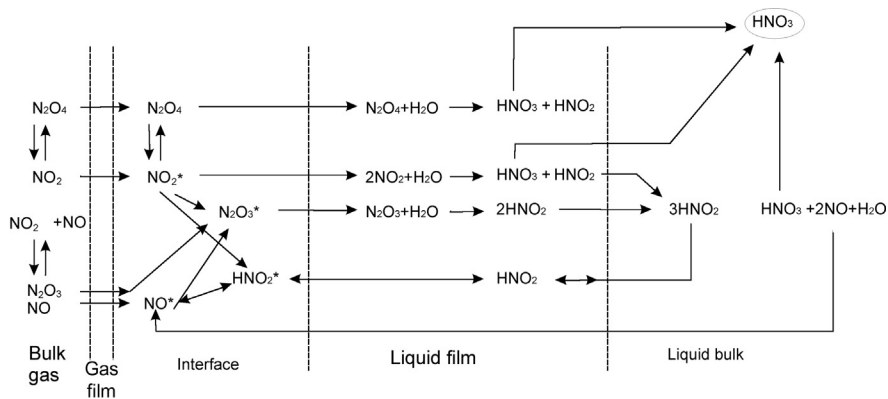 HNO₃
N₂O₄
N₂O₄
N₂O₄+H₂O
HNO₃ + HNO₂
NO₂
NO₂*
2NO₂+H₂O
HNO₃ + HNO₂
NO₂ +NO
N₂O₃*
N₂O₃+H₂O
2HNO₂
3HNO₂
HNO₃ +2NO+H₂O
HNO₂*
HNO₂
N₂O₃
NO
NO*
Bulk
gas
Gas
film
Interface
Liquid film
Liquid bulk